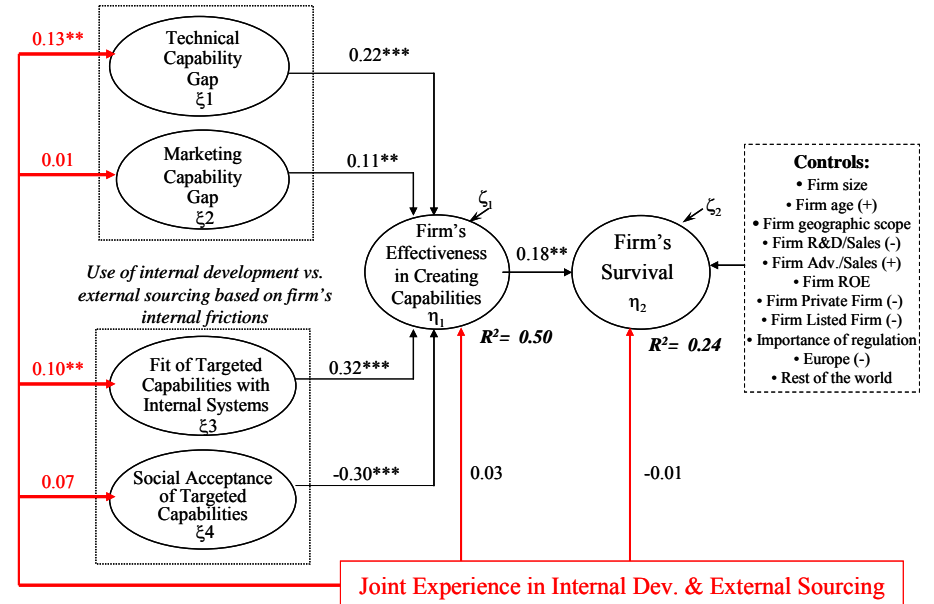 0.13**
Technical
Capability
Gap
ξ1
0.22***
0.01
Marketing
Capability
Gap
ξ2
0.11**
Use of internal development vs.
external sourcing based on firm's
internal frictions
0.10**
Fit of Targeted
Capabilities with
Internal Systems
ξ3
0.32***
0.07
Social Acceptance
of Targeted
Capabilities
ξ4
-0.30***
ζ1
Firm's
Effectiveness
in Creating
Capabilities
η1
R²= 0.50
0.18**
ζ2
Firm's
Survival
η2
R²= 0.24
Controls:
• Firm size
• Firm age (+)
• Firm geographic scope
• Firm R&D/Sales (-)
• Firm Adv./Sales (+)
• Firm ROE
• Firm Private Firm (-)
• Firm Listed Firm (-)
• Importance of regulation
• Europe (-)
• Rest of the world
0.03
-0.01
Joint Experience in Internal Dev. & External Sourcing